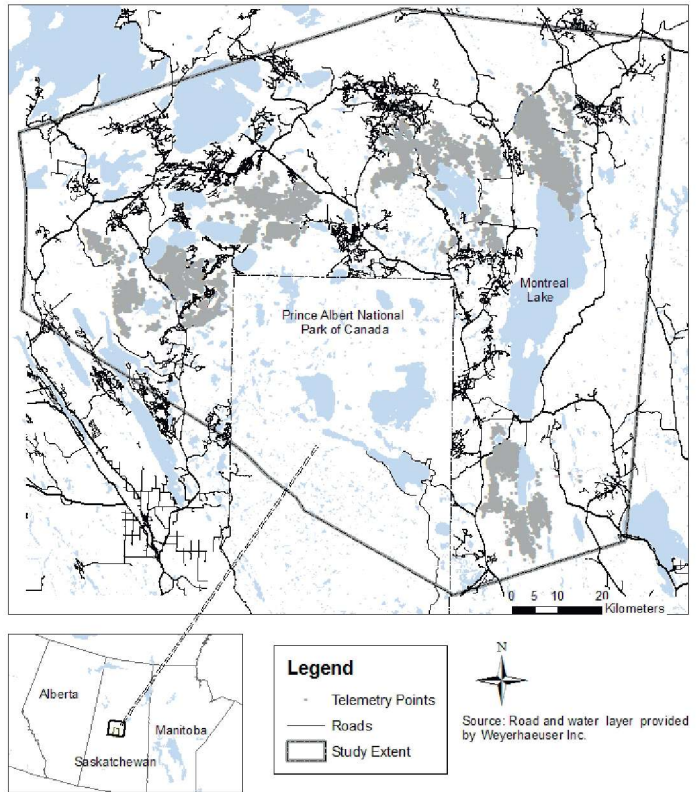 Montreal
Lake
Prince Albert National
Park of Canada
0 5 10 20
Kilometers
Alberta
Manitoba
Saskatchewan
Legend
Telemetry Points
Roads
Study Extent
N
Source: Road and water layer provided
by Weyerhaeuser Inc.